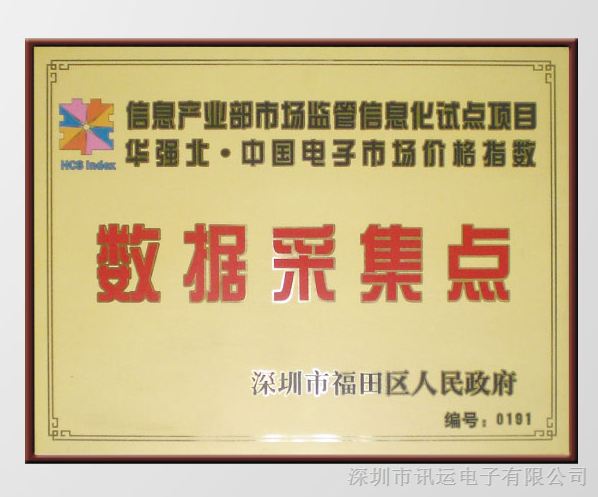 信息产业部市场监管信息化试点项目
华强北·中国电子市场价格指数
HCS Index
数据采集点
深圳市福田区人民政府
编号：0191
深圳市讯运电子有限公司